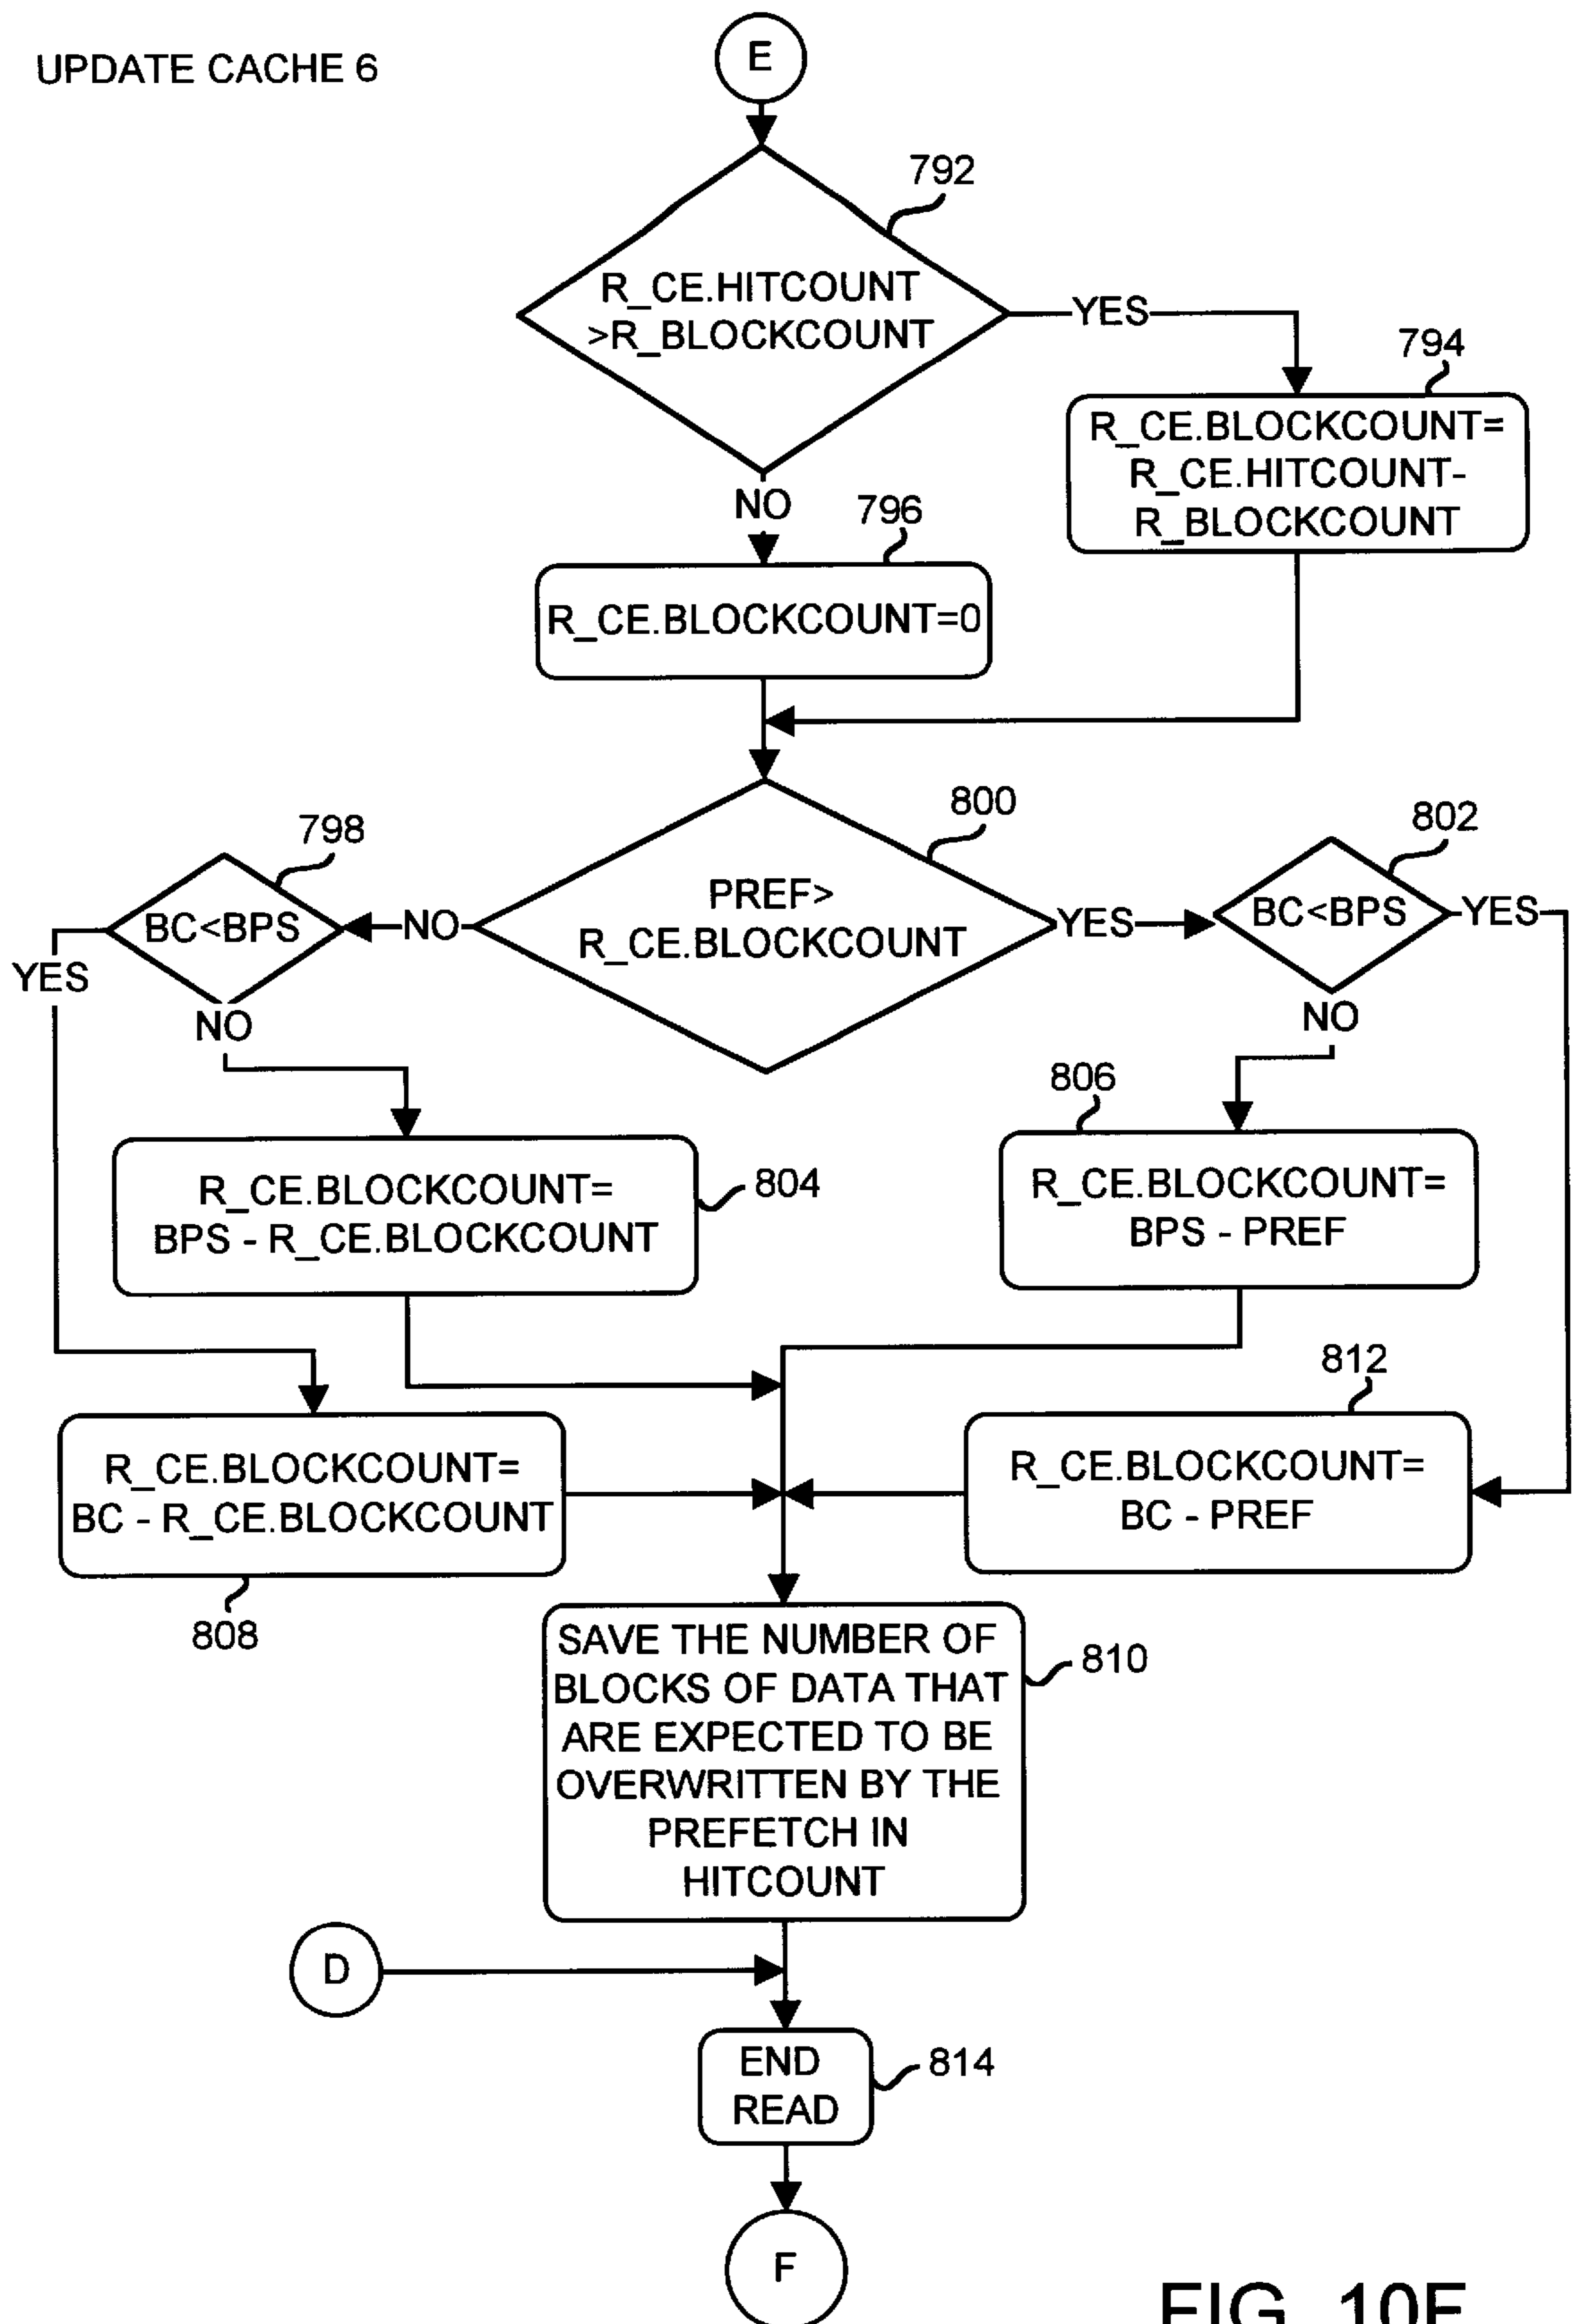 UPDATE CACHE 6
E
792
R_CE.HITCOUNT
>R_BLOCKCOUNT
YES
794
R_CE.BLOCKCOUNT=
R_CE.HITCOUNT-
R_BLOCKCOUNT
NO
796
R_CE.BLOCKCOUNT=0
798
800
802
BC<BPS
NO
PREF>
R_CE.BLOCKCOUNT
YES
BC<BPS
YES
YES
NO
NO
804
R_CE.BLOCKCOUNT=
BPS - R_CE.BLOCKCOUNT
806
R_CE.BLOCKCOUNT=
BPS - PREF
812
R_CE.BLOCKCOUNT=
BC - R_CE.BLOCKCOUNT
808
R_CE.BLOCKCOUNT=
BC - PREF
SAVE THE NUMBER OF
BLOCKS OF DATA THAT
ARE EXPECTED TO BE
OVERWRITTEN BY THE
PREFETCH IN
HITCOUNT
810
D
END
READ
814
F
FIG. 10F